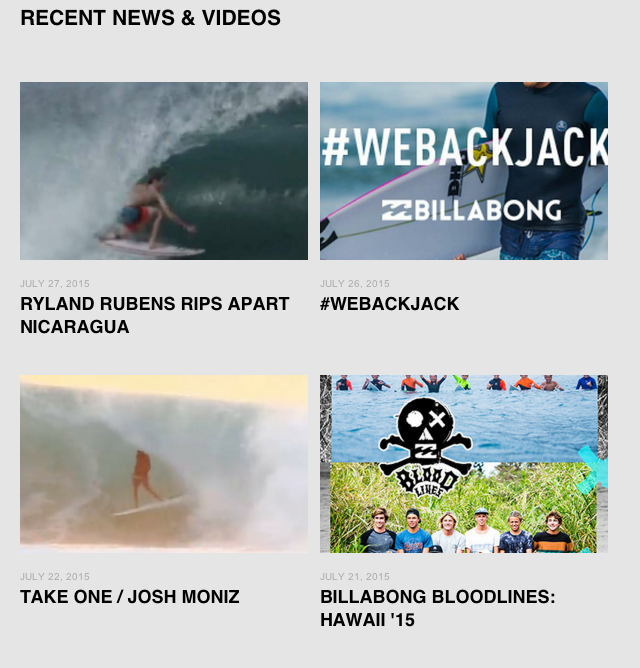 RECENT NEWS & VIDEOS
#WEBACKJACK
BILLABONG
JULY 27, 2015
RYLAND RUBENS RIPS APART
NICARAGUA
JULY 26, 2015
#WEBACKJACK
BLOOD
LINES
JULY 22, 2015
TAKE ONE / JOSH MONIZ
JULY 21, 2015
BILLABONG BLOODLINES:
HAWAII '15